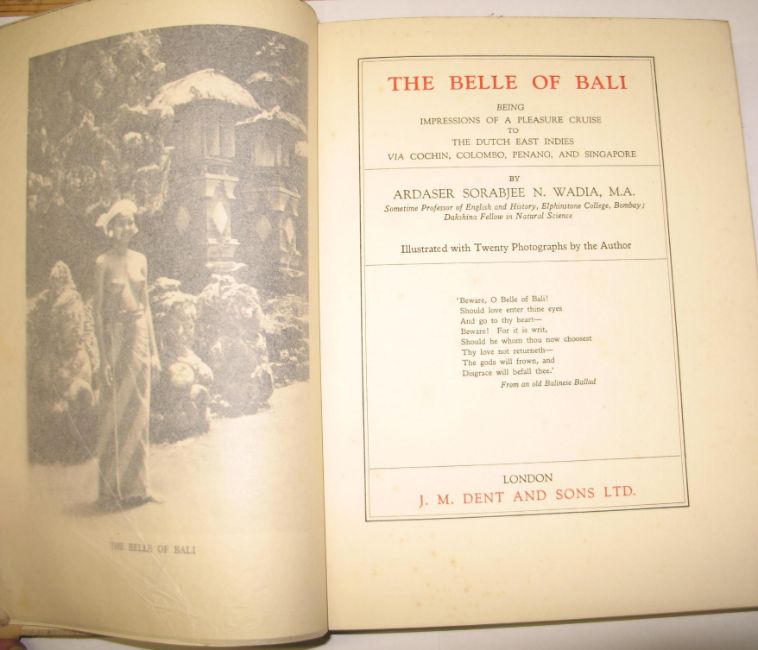 THE BELLE OF BALI
THE BELLE OF BALI
BEING
IMPRESSIONS OF A PLEASURE CRUISE
TO
THE DUTCH EAST INDIES
VIA COCHIN, COLOMBO, PENANG, AND SINGAPORE
BY
ARDASER SORABJEE N. WADIA, M.A.
Sometime Professor of English and History, Elphinstone College, Bombay;
Dakshina Fellow in Natural Science
Illustrated with Twenty Photographs by the Author
'Beware, O Belle of Bali!
Should love enter thine eyes
And go to thy heart—
Beware! For it is writ,
Should he whom thou now choosest
Thy love not returneth—
The gods will frown, and
Disgrace will befall thee.'
From an old Balinese Ballad
LONDON
J. M. DENT AND SONS LTD.